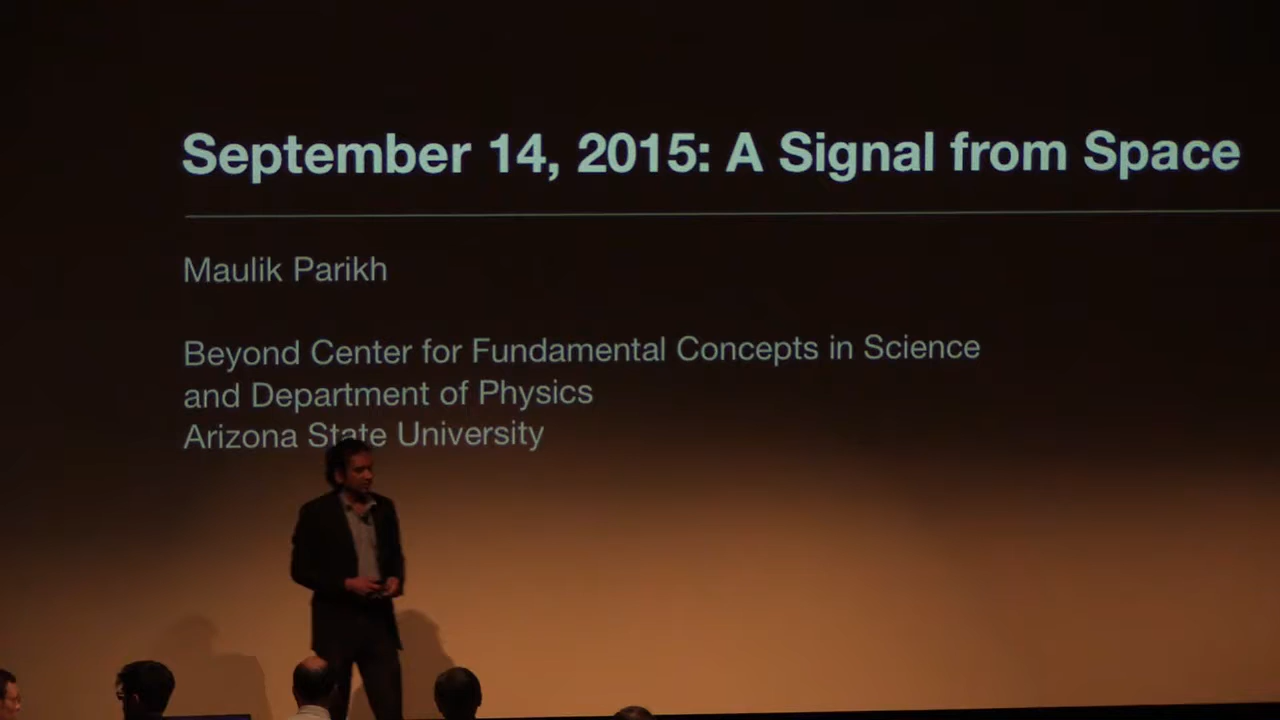 September 14, 2015: A Signal from Space
Maulik Parikh
Beyond Center for Fundamental Concepts in Science
and Department of Physics
Arizona State University